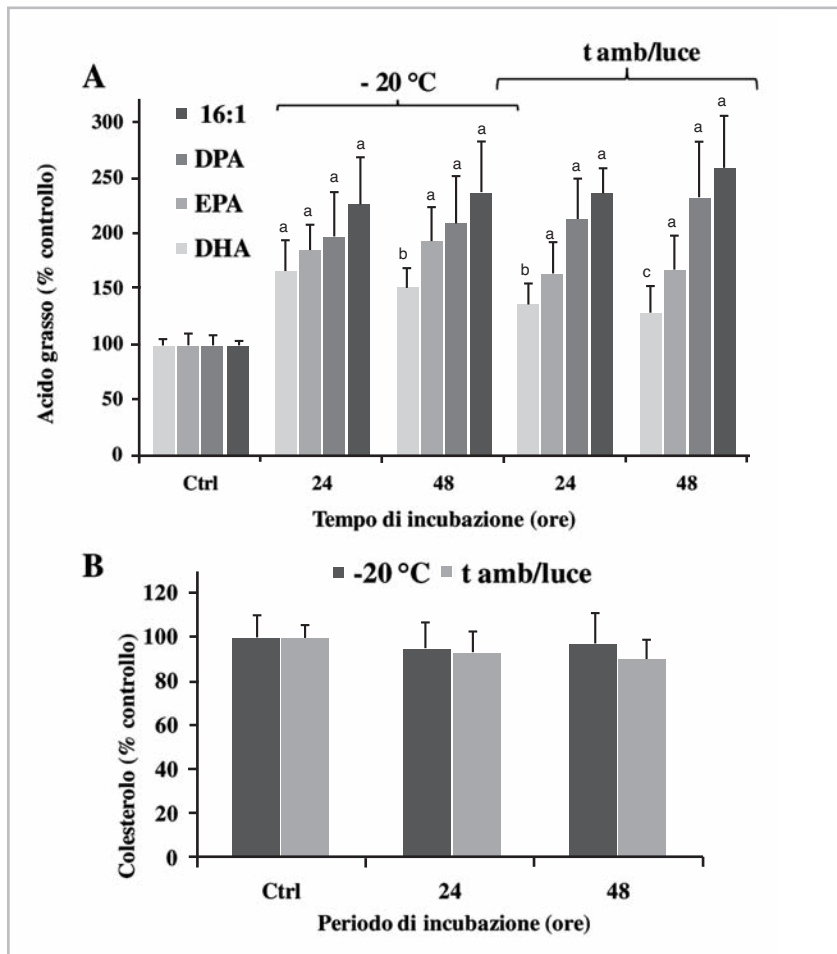 A
- 20 °C
t amb/luce
16:1
DPA
EPA
DHA
Acido grasso (% controllo)
300
250
200
150
100
50
0
a
a
a
a
b
a
a
a
b
a
a
a
c
a
a
a
Ctrl
24
48
24
48
Tempo di incubazione (ore)
B
-20 °C
t amb/luce
Colesterolo (% controllo)
120
100
80
60
40
20
0
Ctrl
24
48
Periodo di incubazione (ore)